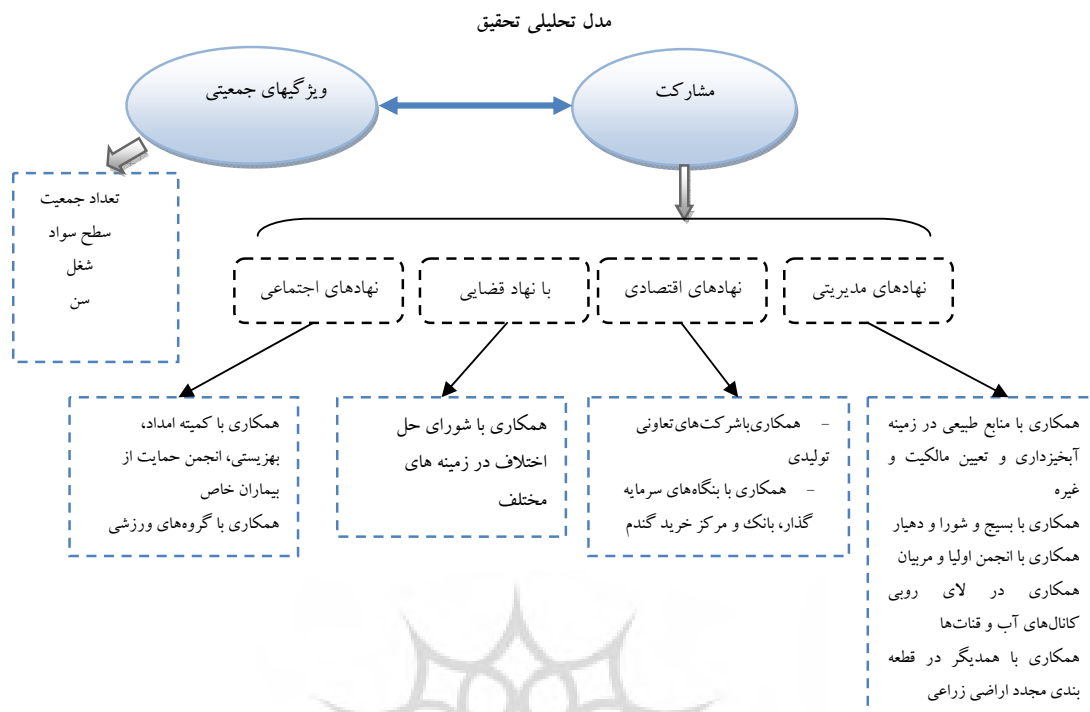 مدل تحلیلی تحقیق
مشارکت
ویژگیهای جمعیتی
تعداد جمعیت
سطح سواد
شغل
سن
نهادهای مدیریتی
نهادهای اقتصادی
با نهاد قضایی
نهادهای اجتماعی
همکاری با منابع طبیعی در زمینه
آبخیزداری و تعیین مالکیت و
غیره
همکاری با بسیج و شورا و دهیار
همکاری با انجمن اولیا و مربیان
همکاری در لای روبی
کانال‌های آب و قنات‌ها
همکاری با همدیگر در قطعه
بندی مجدد اراضی زراعی
- همکاری‌باشرکت‌های‌تعاونی
تولیدی
- همکاری با بنگاه‌های سرمایه
گذار، بانک و مرکز خرید گندم
همکاری با شورای حل
اختلاف در زمینه های
مختلف
همکاری با کمیته امداد،
بهزیستی، انجمن حمایت از
بیماران خاص
همکاری با گروه‌های ورزشی